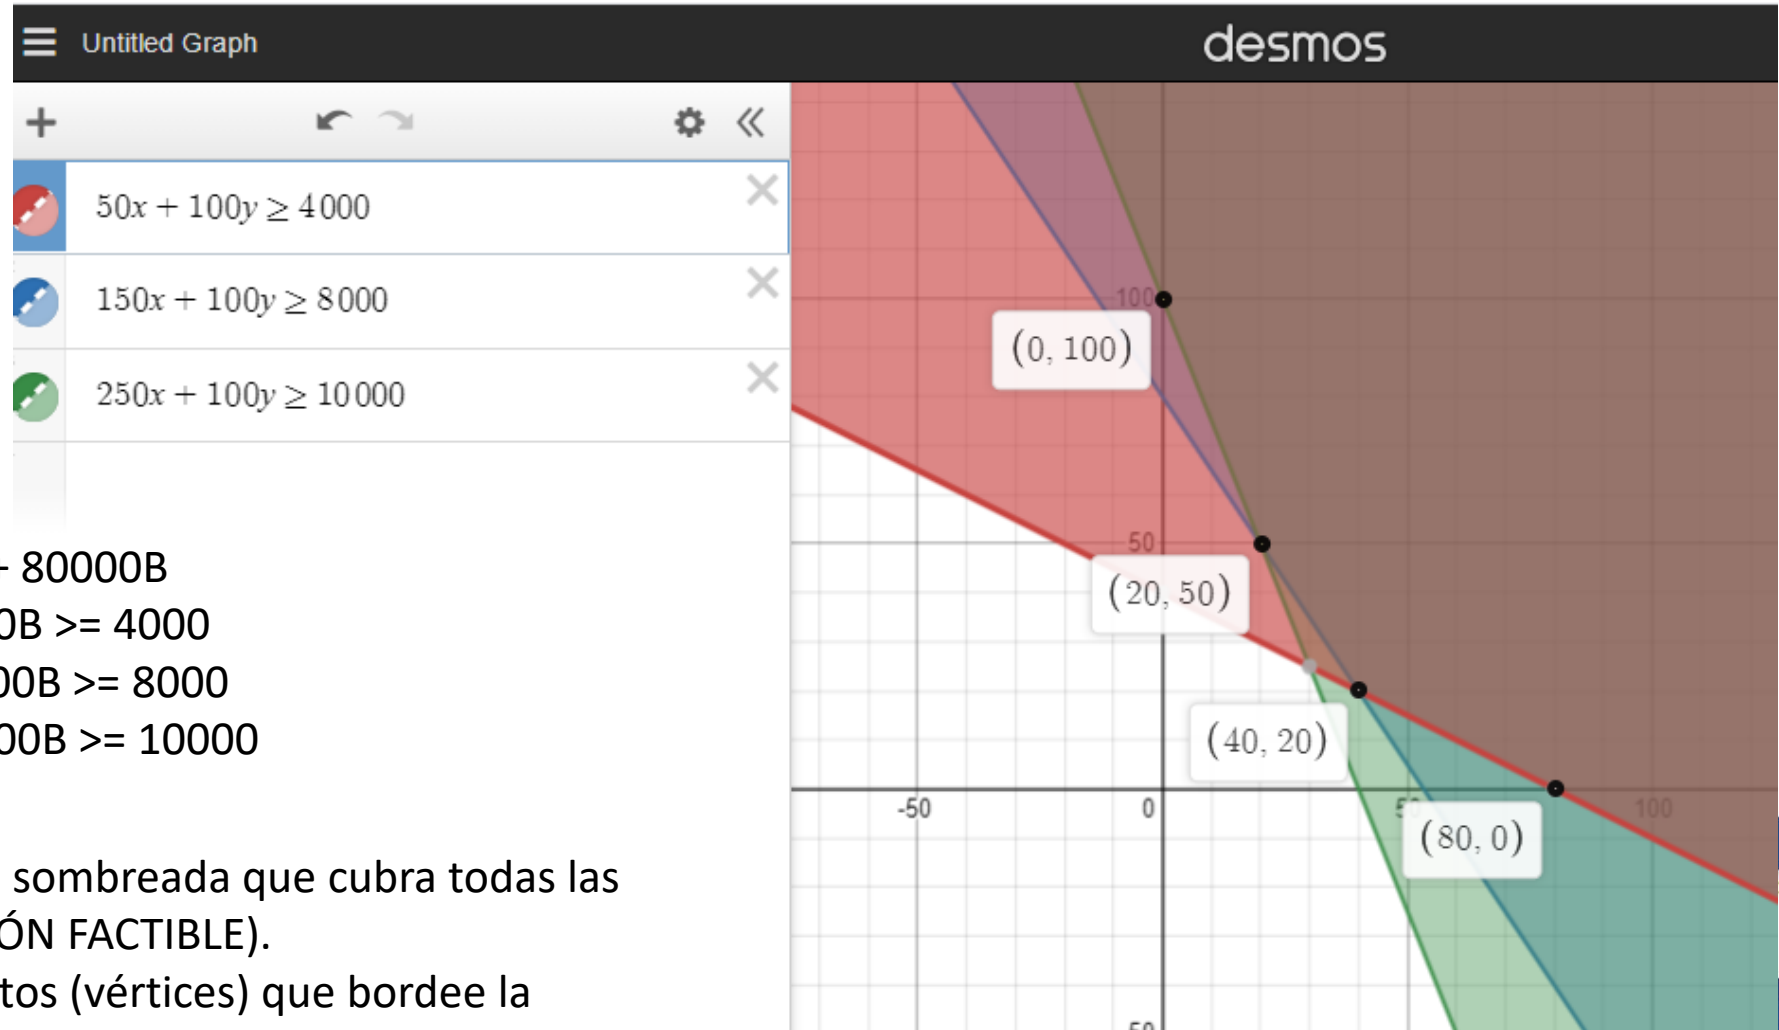 Untitled Graph
desmos
50x + 100y ≥ 4000
150x + 100y ≥ 8000
250x + 100y ≥ 10000
80000B
0B >= 4000
00B >= 8000
00B >= 10000
sombreada que cubra todas las
ÓN FACTIBLE).
tos (vértices) que bordee la
100
(0, 100)
50
(20, 50)
(40, 20)
-50
0
50
100
(80, 0)